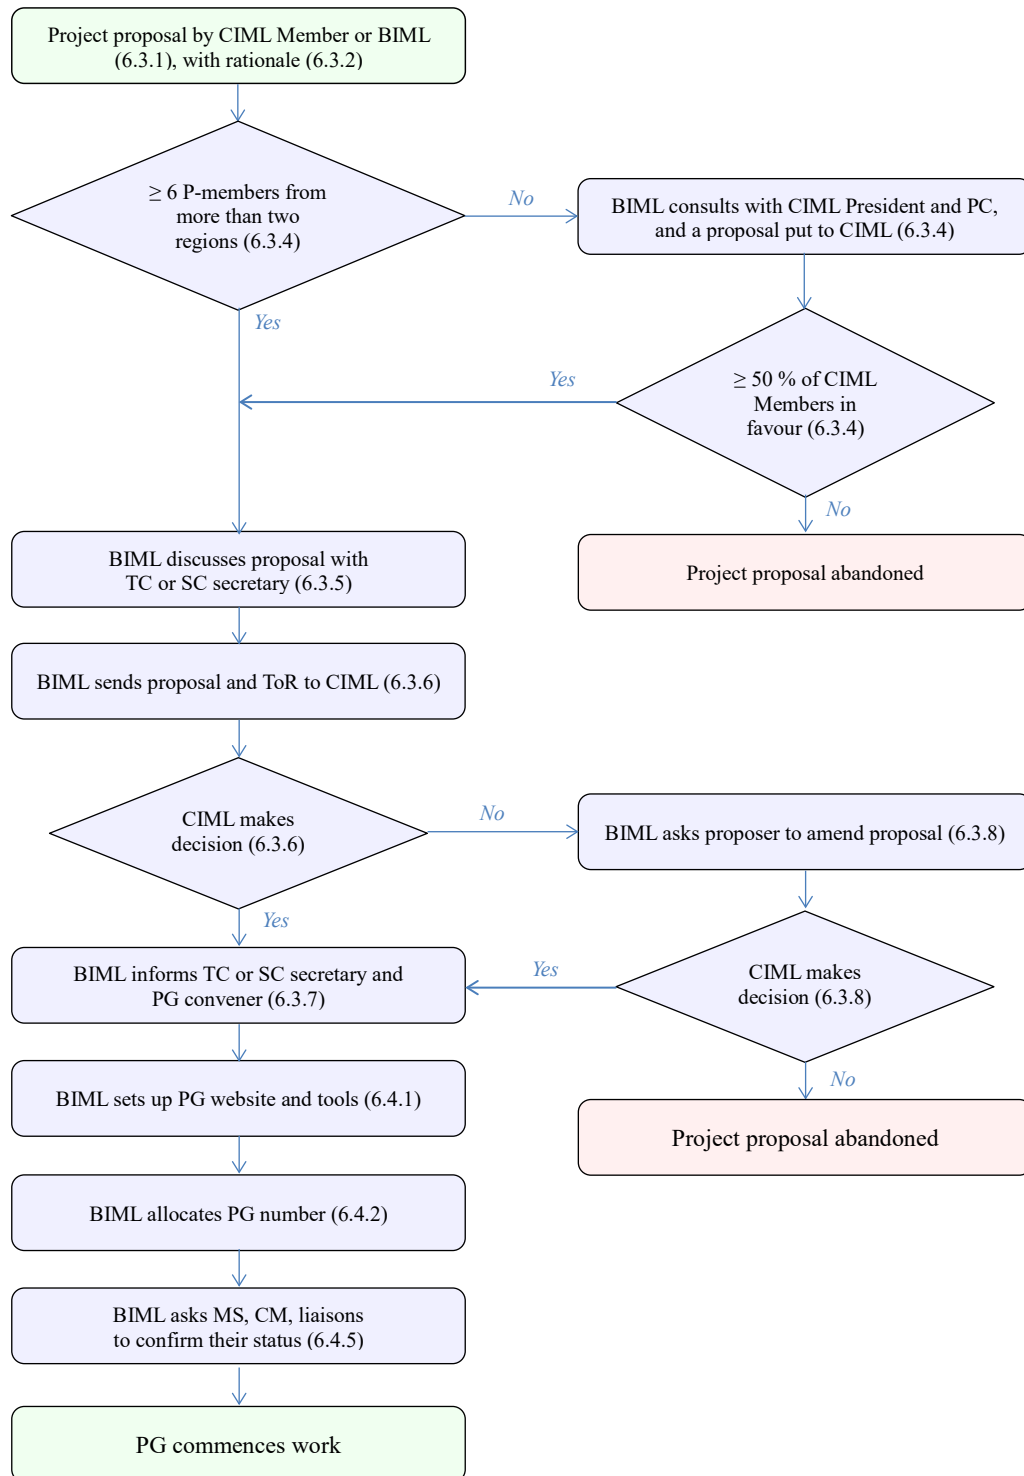 Project proposal by CIML Member or BIML
(6.3.1), with rationale (6.3.2)
≥ 6 P-members from
more than two
regions (6.3.4)
No
BIML consults with CIML President and PC,
and a proposal put to CIML (6.3.4)
Yes
≥ 50 % of CIML
Members in
favour (6.3.4)
Yes
No
Project proposal abandoned
BIML discusses proposal with
TC or SC secretary (6.3.5)
BIML sends proposal and ToR to CIML (6.3.6)
CIML makes
decision (6.3.6)
No
BIML asks proposer to amend proposal (6.3.8)
Yes
CIML makes
decision (6.3.8)
Yes
No
Project proposal abandoned
BIML informs TC or SC secretary and
PG convener (6.3.7)
BIML sets up PG website and tools (6.4.1)
BIML allocates PG number (6.4.2)
BIML asks MS, CM, liaisons
to confirm their status (6.4.5)
PG commences work